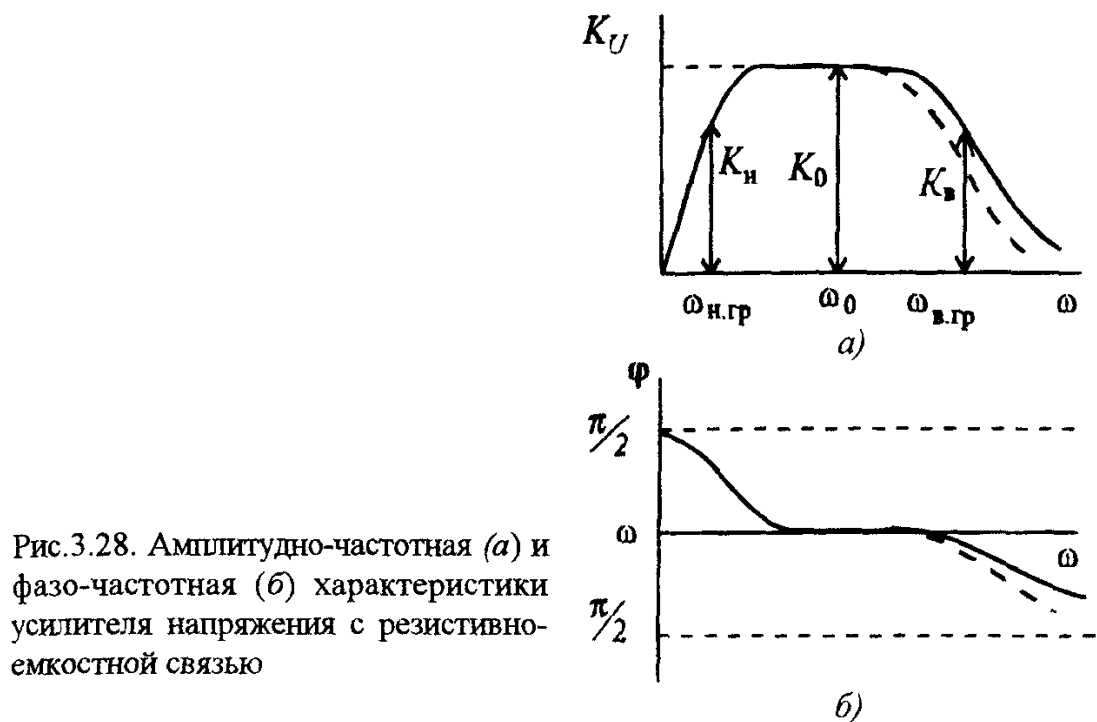 K_U
K_н
K_0
K_в
ω_н.гр
ω_0
ω_в.гр
ω
а)
φ
π/2
ω
ω
π/2
б)
Рис.3.28. Амплитудно-частотная (а) и
фазо-частотная (б) характеристики
усилителя напряжения с резистивно-
емкостной связью